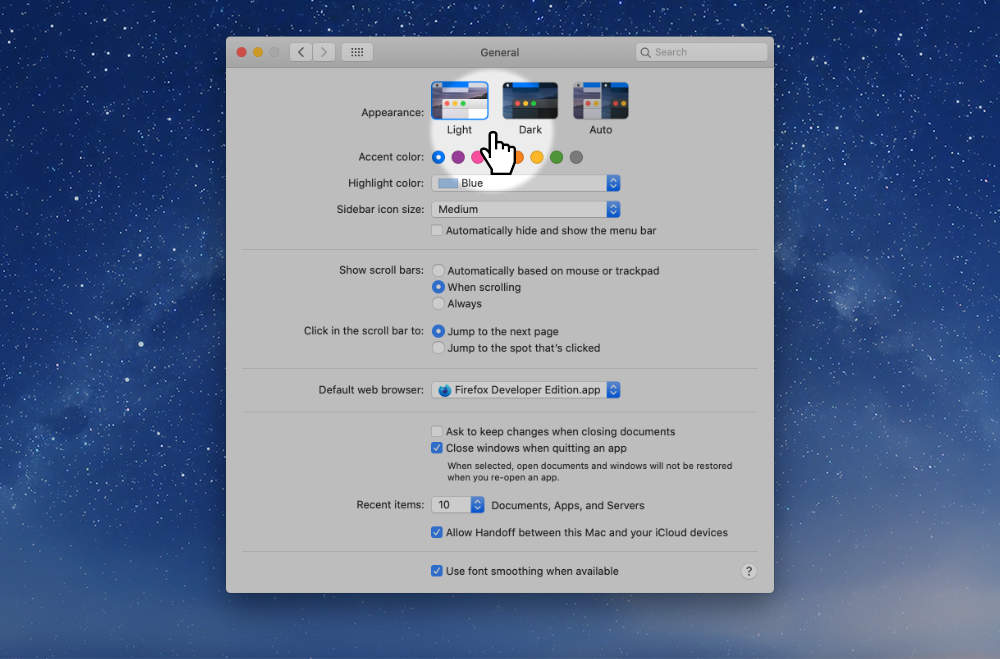 General
Search
Appearance:
Light
Dark
Auto
Accent color:
Highlight color: Blue
Sidebar icon size: Medium
Automatically hide and show the menu bar
Show scroll bars: Automatically based on mouse or trackpad
When scrolling
Always
Click in the scroll bar to: Jump to the next page
Jump to the spot that's clicked
Default web browser: Firefox Developer Edition.app
Ask to keep changes when closing documents
Close windows when quitting an app
When selected, open documents and windows will not be restored
when you re-open an app.
Recent items: 10 Documents, Apps, and Servers
Allow Handoff between this Mac and your iCloud devices
Use font smoothing when available ?